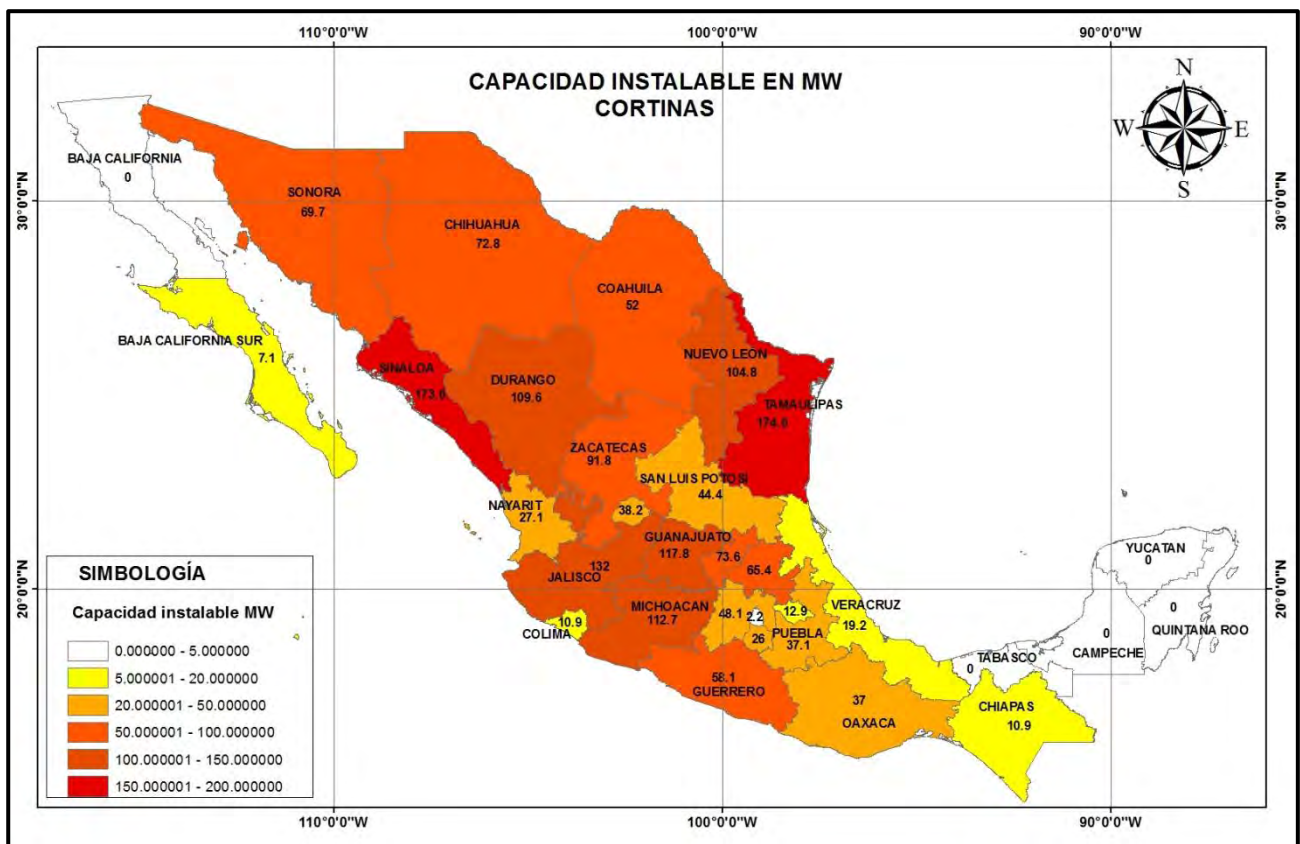 110°0'0"W
100°0'0"W
90°0'0"W
CAPACIDAD INSTALABLE EN MW
CORTINAS
N
W
E
S
30°0'0"N
30°0'0"N
20°0'0"N
20°0'0"N
BAJA CALIFORNIA
0
SONORA
69.7
CHIHUAHUA
72.8
COAHUILA
52
BAJA CALIFORNIA SUR
7.1
SINALOA
DURANGO
109.6
NUEVO LEÓN
104.8
TAMAULIPAS
ZACATECAS
91.8
SAN LUIS POTOSÍ
44.4
NAYARIT
27.1
38.2
GUANAJUATO
117.8
73.6
65.4
JALISCO
132
MICHOACAN
112.7
COLIMA
10.9
48.1
2.2
26
12.9
PUEBLA
37.1
VERACRUZ
19.2
58.1
GUERRERO
37
OAXACA
TABASCO
0
CHIAPAS
10.9
YUCATAN
0
0
CAMPECHE
0
QUINTANA ROO
SIMBOLOGÍA
Capacidad instalable MW
0.000000 - 5.000000
5.000001 - 20.000000
20.000001 - 50.000000
50.000001 - 100.000000
100.000001 - 150.000000
150.000001 - 200.000000
110°0'0"W
100°0'0"W
90°0'0"W